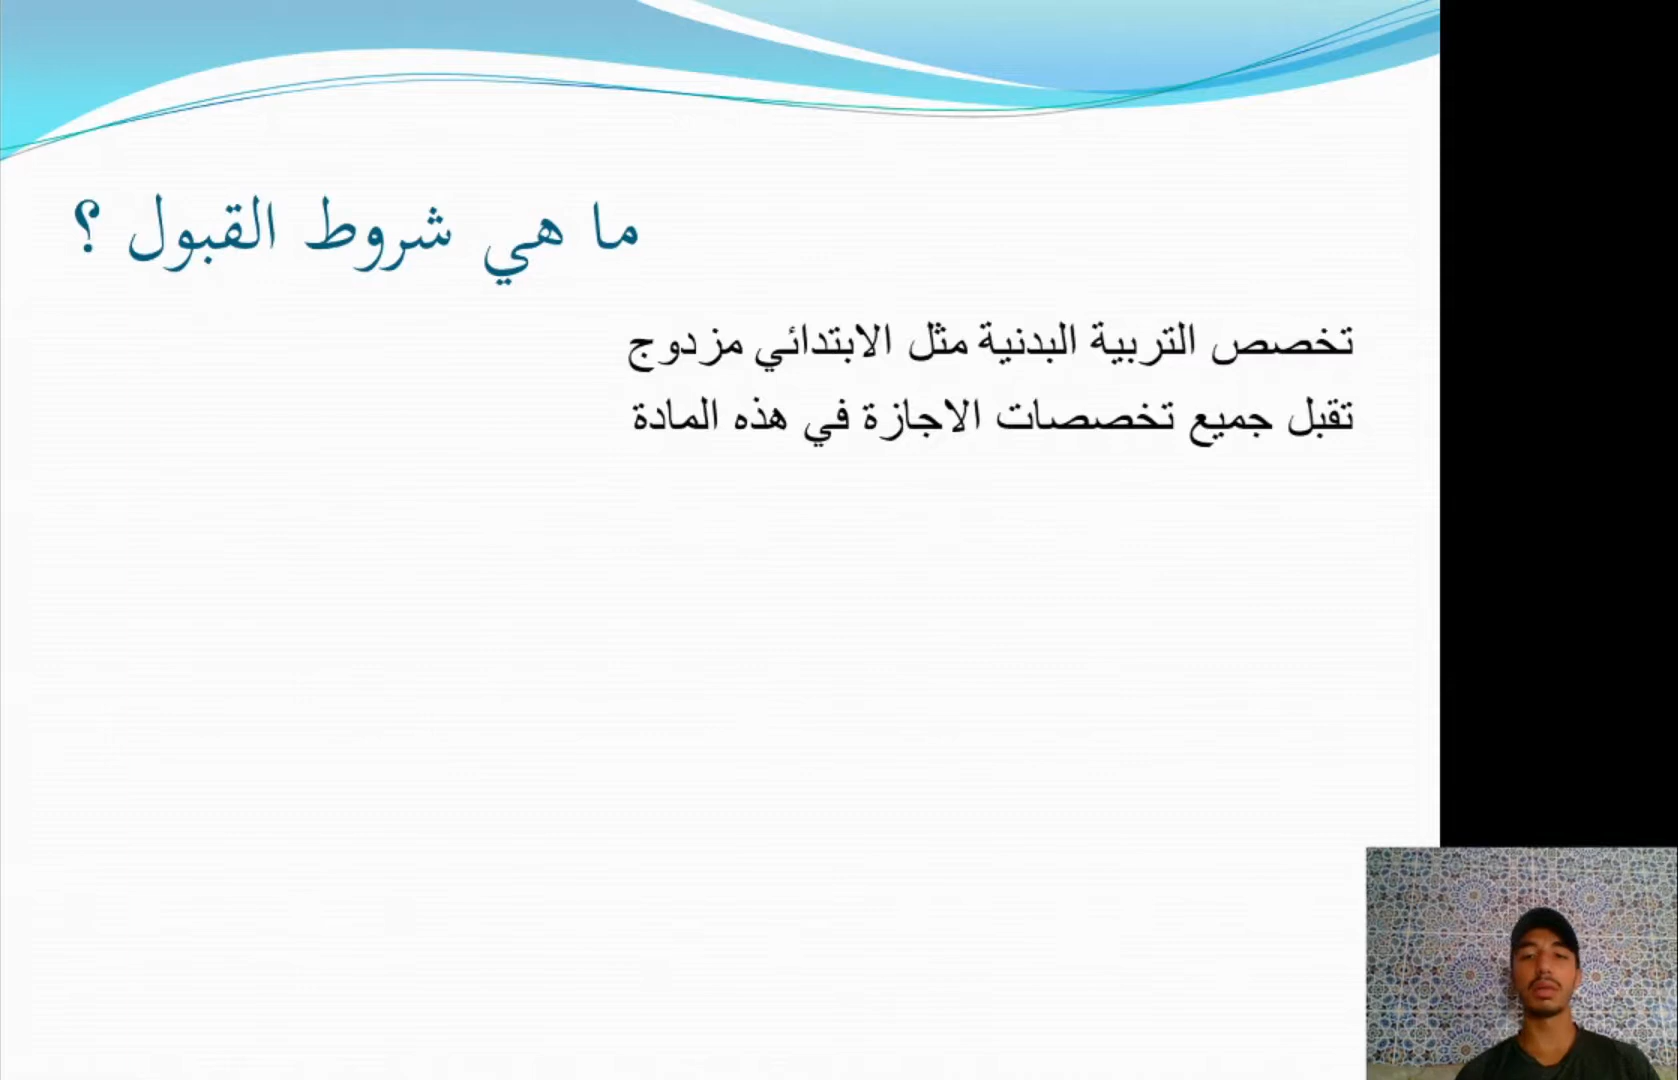 ما هي شروط القبول ؟
تخصص التربية البدنية مثل الابتدائي مزدوج
تقبل جميع تخصصات الاجازة في هذه المادة